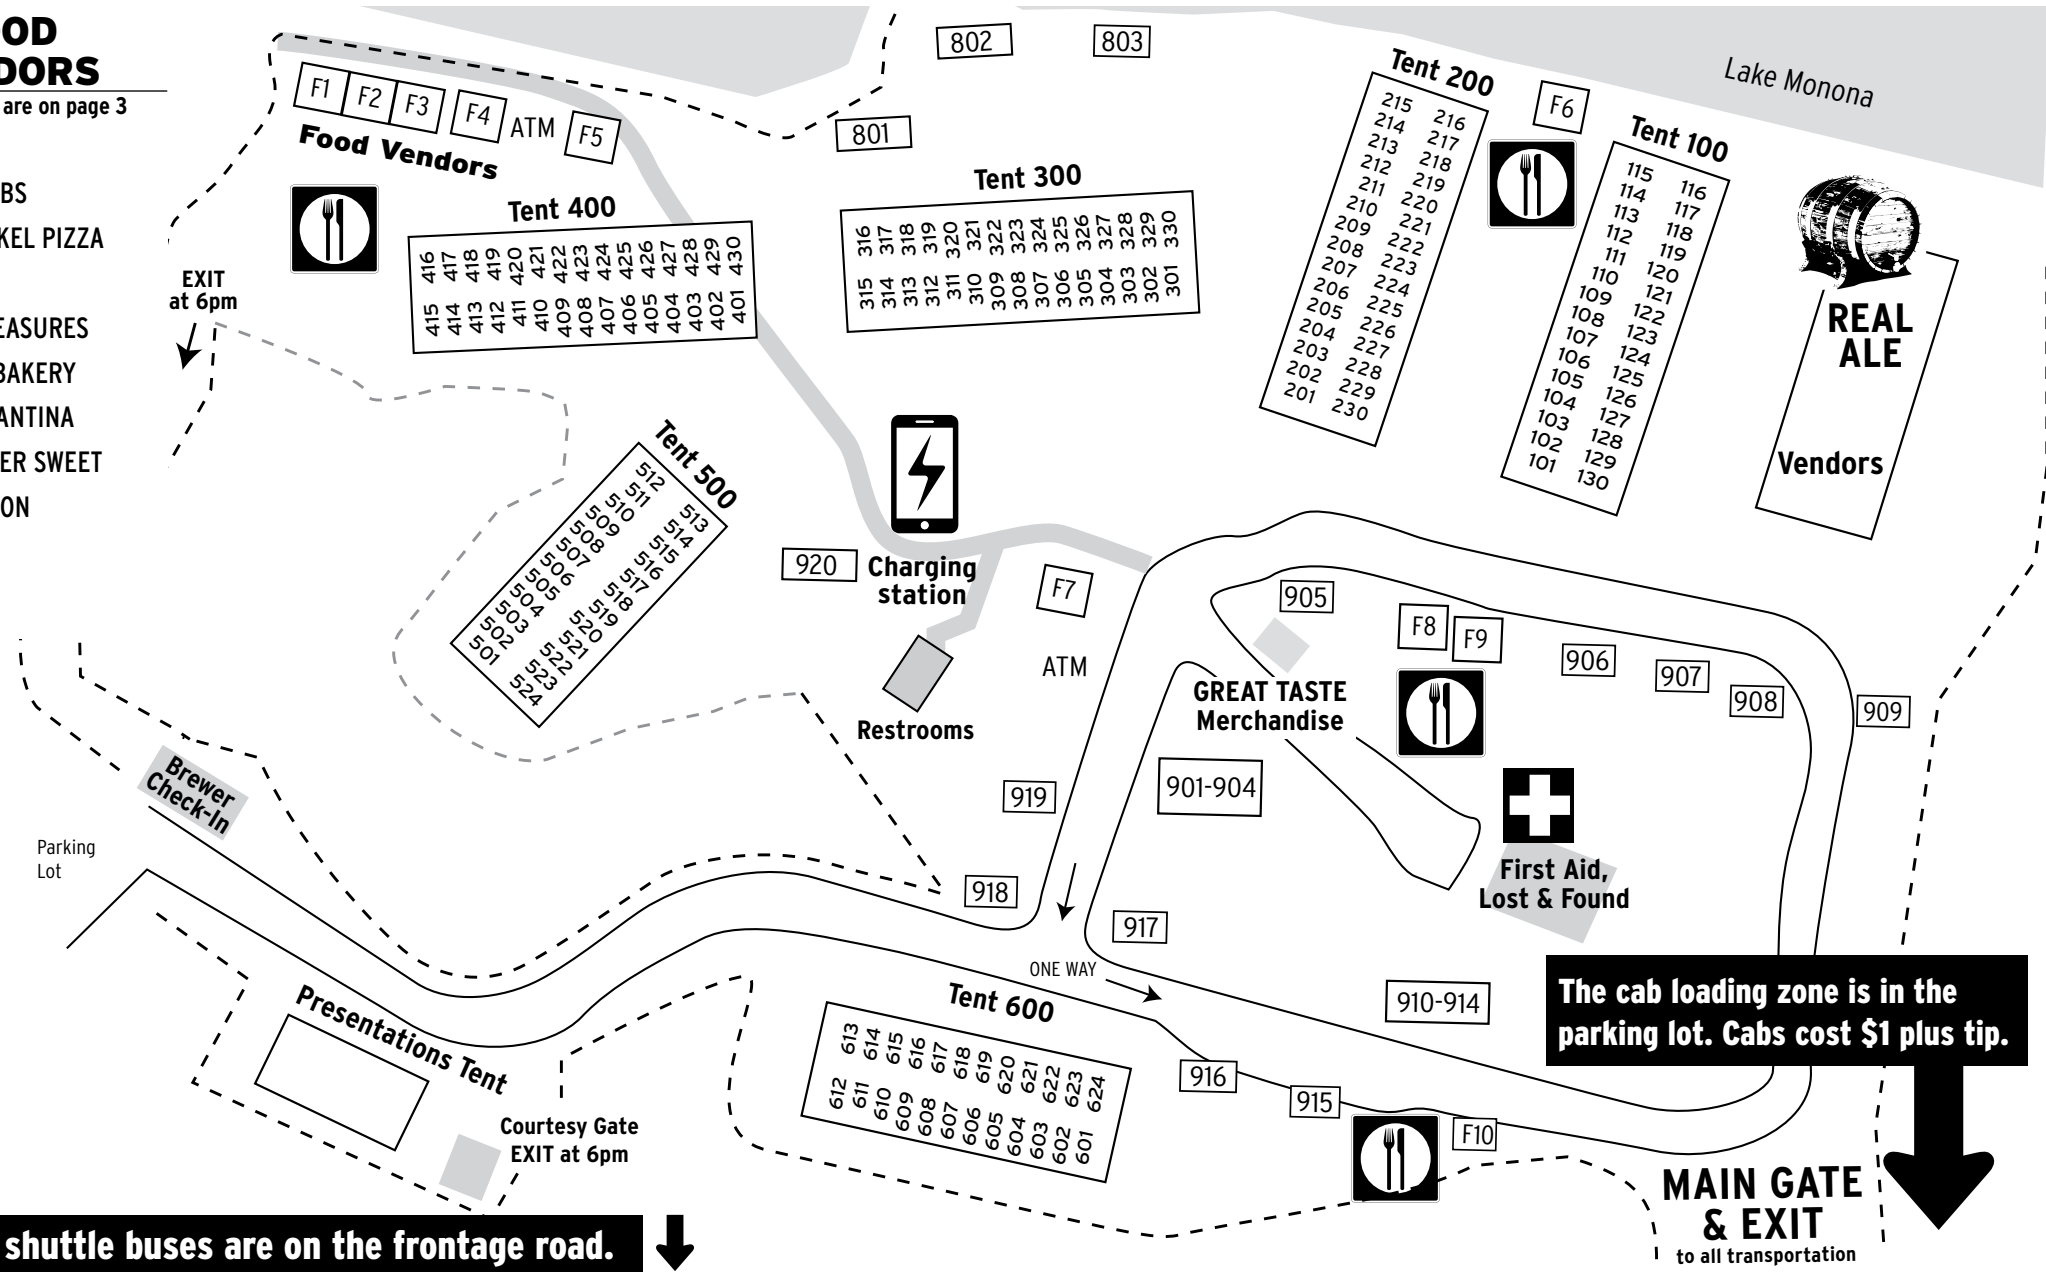 OD
DORS
are on page 3
BS
KEL PIZZA
EASURES
BAKERY
ANTINA
ER SWEET
ON
F1
F2
F3
F4
ATM
F5
Food Vendors
802
803
801
Lake Monona
EXIT
at 6pm
Tent 400
416 417 418 419 420 421 422 423 424 425 426 427 428 429 430
415 414 413 412 411 410 409 408 407 406 405 404 403 402 401
Tent 300
316 317 318 319 320 321 322 323 324 325 326 327 328 329 330
315 314 313 312 311 310 309 308 307 306 305 304 303 302 301
Tent 200
215 216
214 217
213 218
212 219
211 220
210 221
209 222
208 223
207 224
206 225
205 226
204 227
203 228
202 229
201 230
F6
Tent 100
115 116
114 117
113 118
112 119
111 120
110 121
109 122
108 123
107 124
106 125
105 126
104 127
103 128
102 129
101 130
REAL
ALE
Vendors
Tent 500
512 513
511 514
510 515
509 516
508 517
507 518
506 519
505 520
504 521
503 522
502 523
501 524
920
Charging
station
F7
ATM
Restrooms
905
F8
F9
906
907
908
909
GREAT TASTE
Merchandise
901-904
919
918
917
First Aid,
Lost & Found
Brewer
Check-In
Parking
Lot
ONE WAY
910-914
The cab loading zone is in the
parking lot. Cabs cost $1 plus tip.
Presentations Tent
Tent 600
613 614 615 616 617 618 619 620 621 622 623 624
612 611 610 609 608 607 606 605 604 603 602 601
916
915
F10
Courtesy Gate
EXIT at 6pm
MAIN GATE
& EXIT
to all transportation
shuttle buses are on the frontage road.